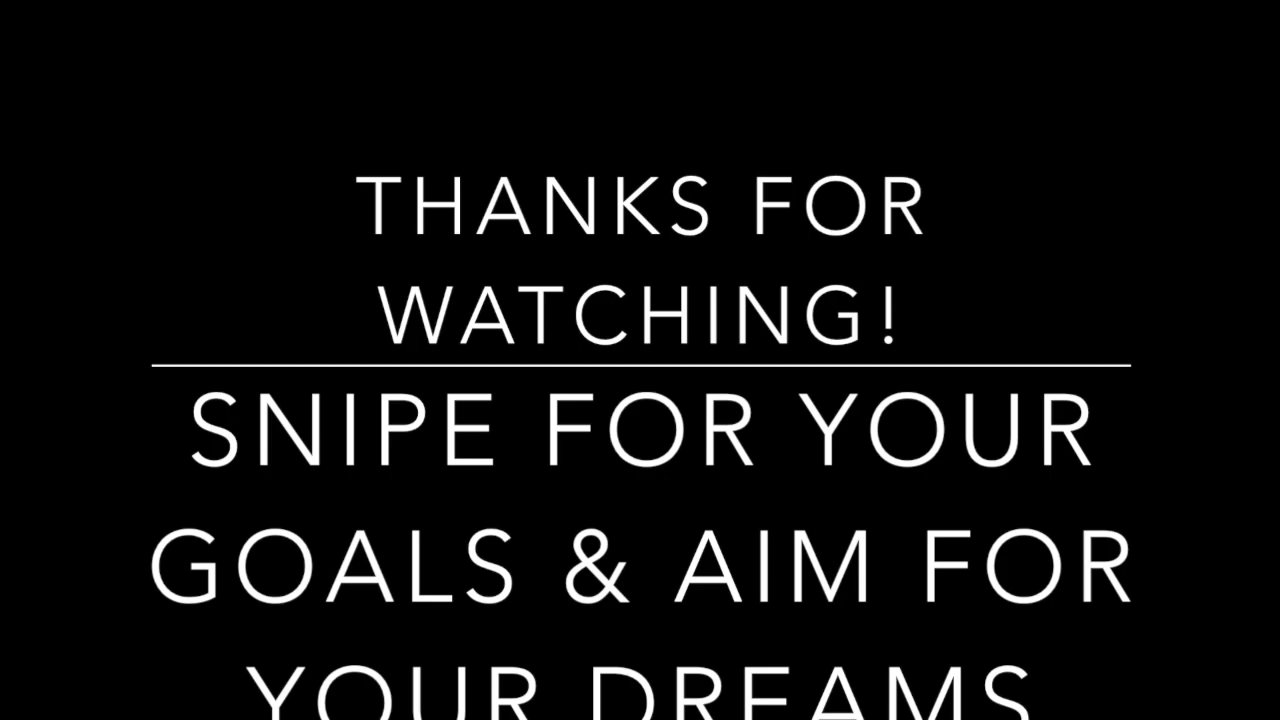 THANKS FOR
WATCHING!
SNIPE FOR YOUR
GOALS & AIM FOR
YOUR DREAMS